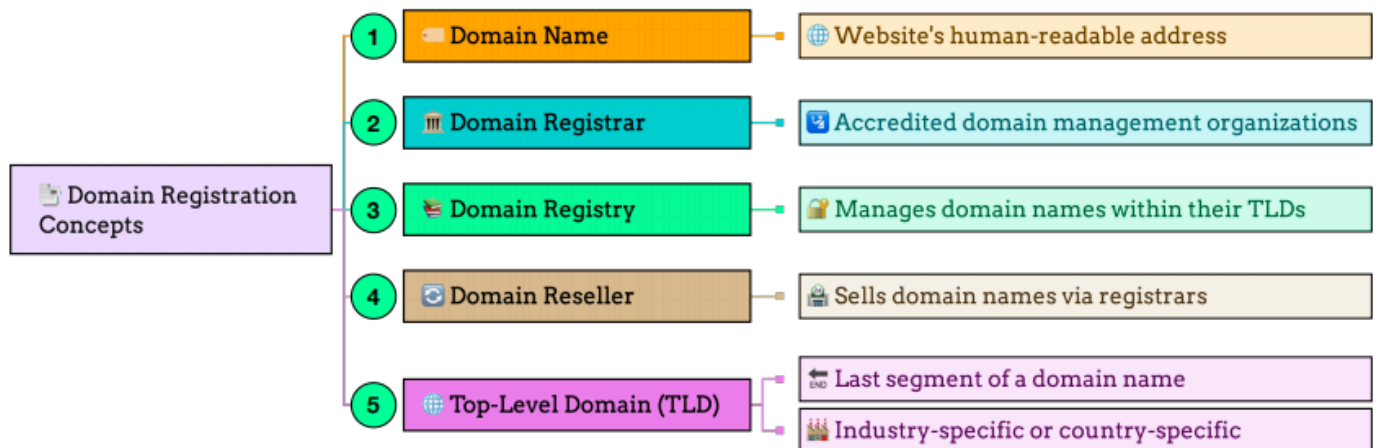 1
Domain Name
Website's human-readable address
2
Domain Registrar
Accredited domain management organizations
Domain Registration
Concepts
3
Domain Registry
Manages domain names within their TLDs
4
Domain Reseller
Sells domain names via registrars
5
Top-Level Domain (TLD)
END
Last segment of a domain name
Industry-specific or country-specific